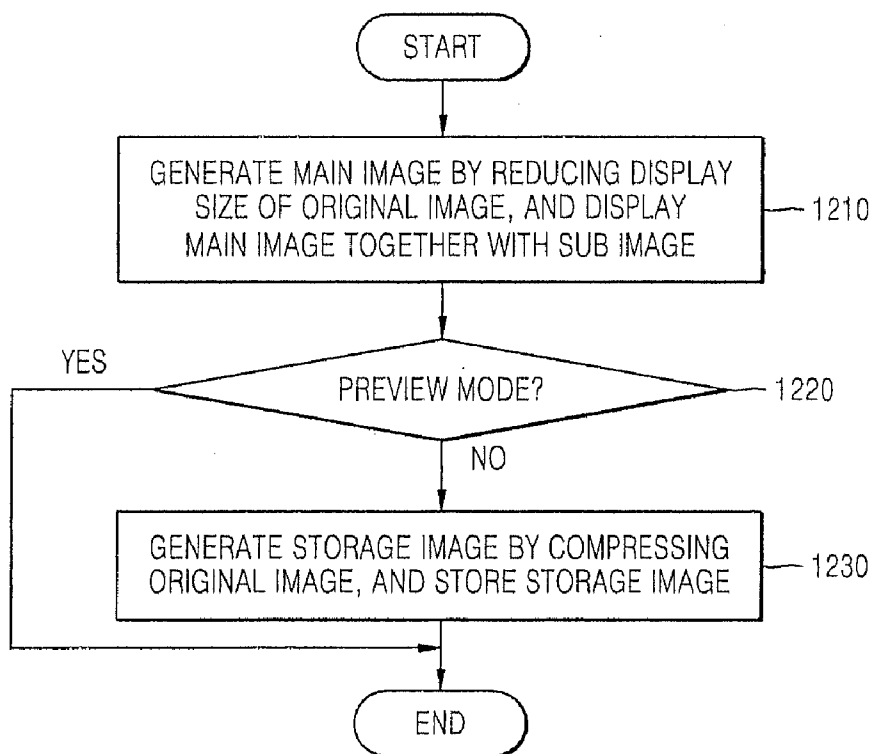 START
GENERATE MAIN IMAGE BY REDUCING DISPLAY
SIZE OF ORIGINAL IMAGE, AND DISPLAY
MAIN IMAGE TOGETHER WITH SUB IMAGE
1210
YES
PREVIEW MODE?
1220
NO
GENERATE STORAGE IMAGE BY COMPRESSING
ORIGINAL IMAGE, AND STORE STORAGE IMAGE
1230
END